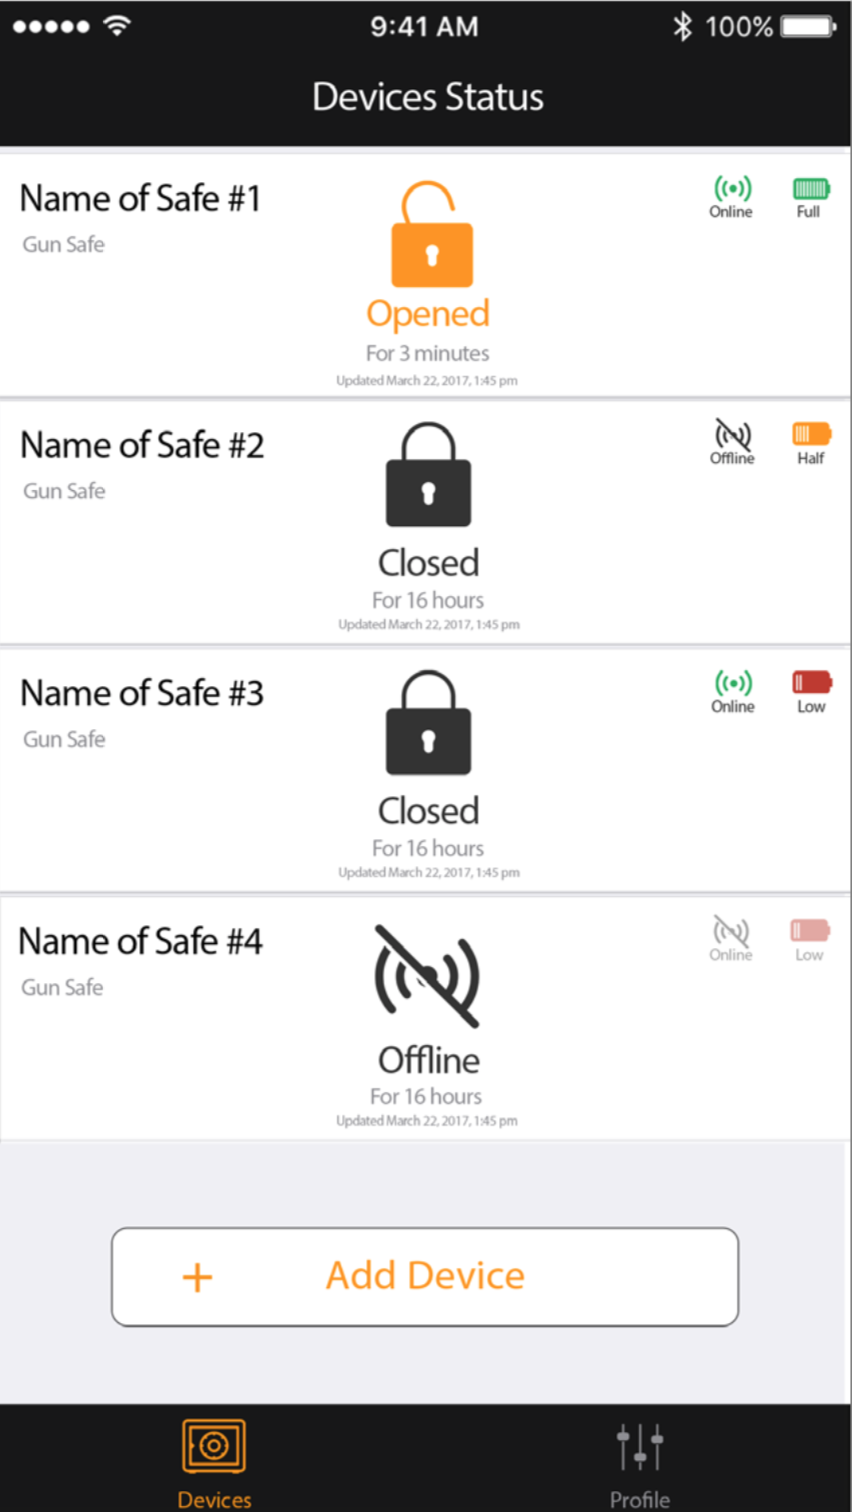 9:41 AM
100%
Devices Status
Name of Safe #1
Gun Safe
Opened
For 3 minutes
Updated March 22, 2017, 1:45 pm
Online
Full
Name of Safe #2
Gun Safe
Closed
For 16 hours
Updated March 22, 2017, 1:45 pm
Offline
Half
Name of Safe #3
Gun Safe
Closed
For 16 hours
Updated March 22, 2017, 1:45 pm
Online
Low
Name of Safe #4
Gun Safe
Offline
For 16 hours
Updated March 22, 2017, 1:45 pm
Online
Low
+ Add Device
Devices
Profile